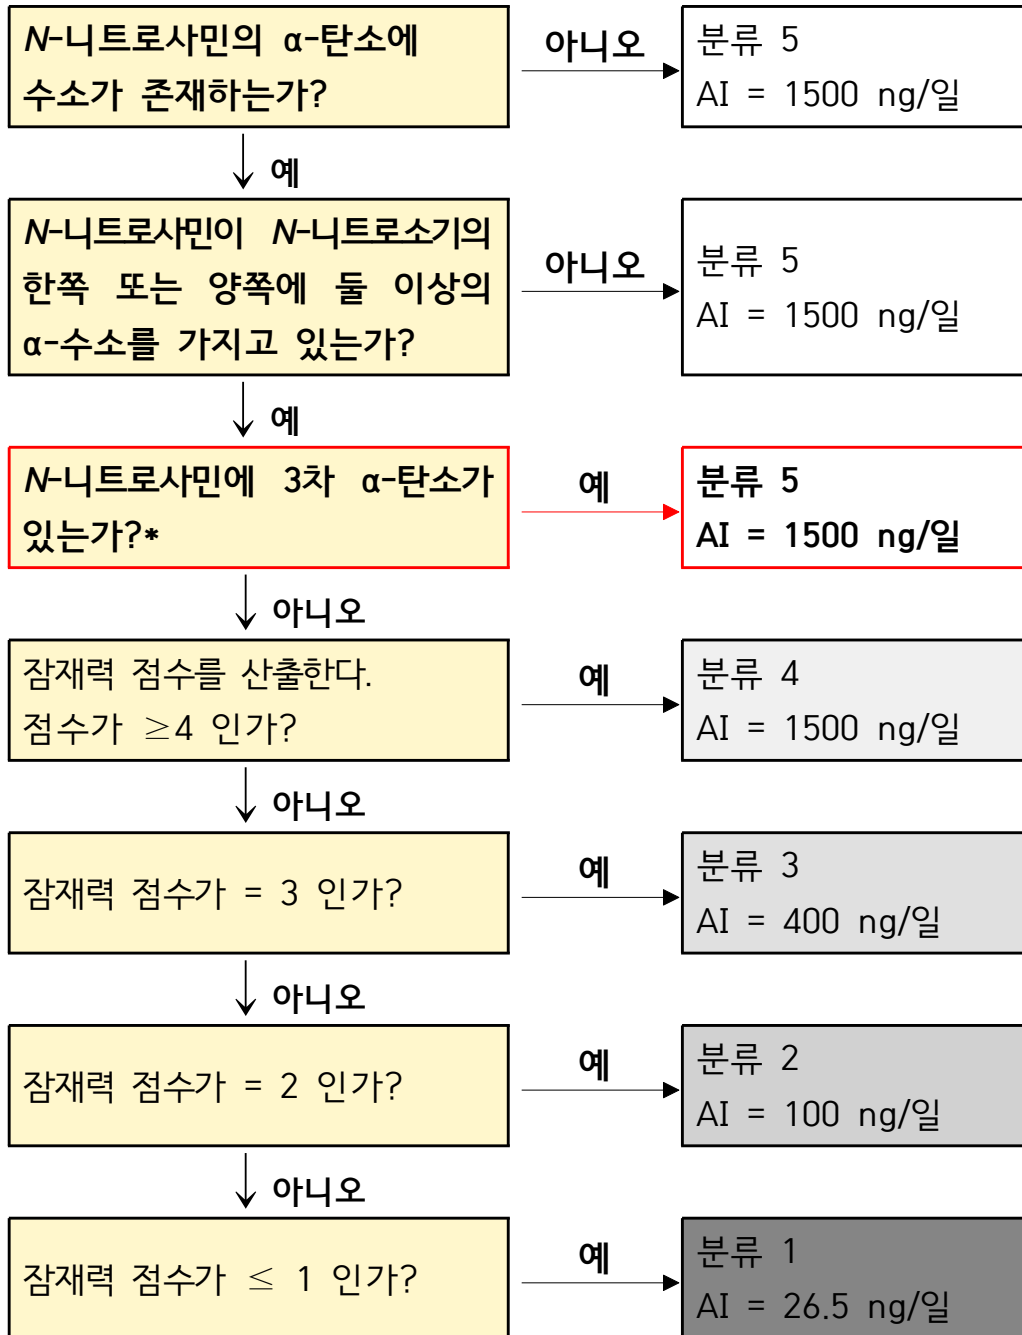 N-니트로사민의 α-탄소에
수소가 존재하는가?
아니오
분류 5
AI = 1500 ng/일
예
N-니트로사민이 N-니트로소기의
한쪽 또는 양쪽에 둘 이상의
α-수소를 가지고 있는가?
아니오
분류 5
AI = 1500 ng/일
예
N-니트로사민에 3차 α-탄소가
있는가?*
예
분류 5
AI = 1500 ng/일
아니오
잠재력 점수를 산출한다.
점수가 ≥4 인가?
예
분류 4
AI = 1500 ng/일
아니오
잠재력 점수가 = 3 인가?
예
분류 3
AI = 400 ng/일
아니오
잠재력 점수가 = 2 인가?
예
분류 2
AI = 100 ng/일
아니오
잠재력 점수가 ≤ 1 인가?
예
분류 1
AI = 26.5 ng/일